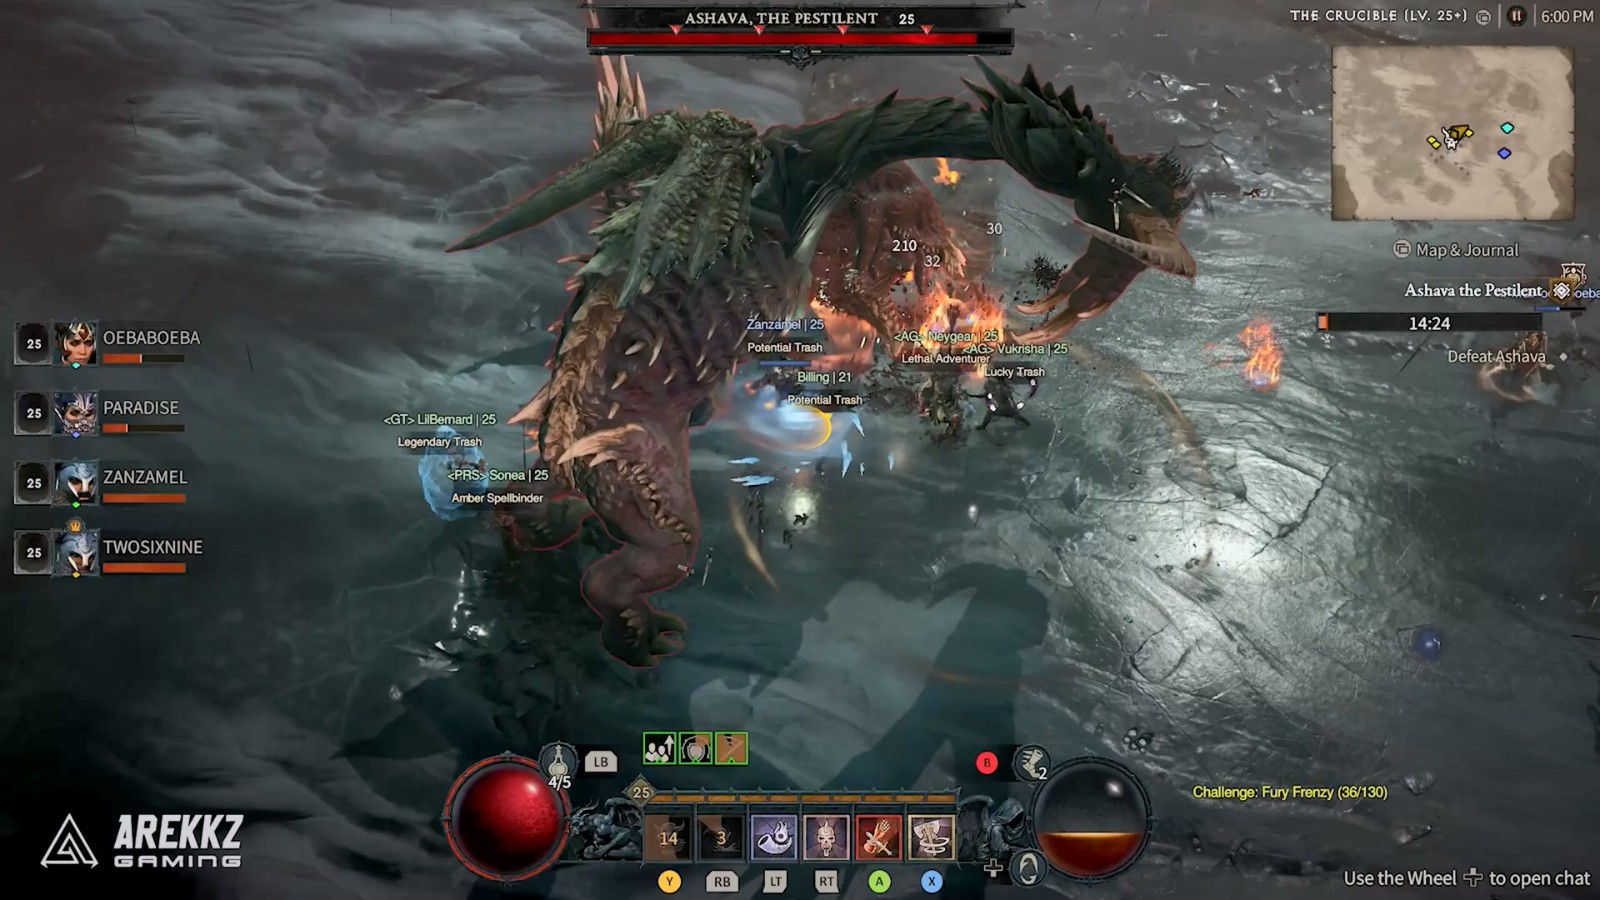 ASHAVA, THE PESTILENT 25
THE CRUCIBLE (LV. 25+)
6:00 PM
Map & Journal
Ashava the Pestilent
14:24
Defeat Ashava
210
30
32
Zanzamel | 25
Potential Trash
<AG> Neygear | 25
Lethal Adventurer
<AG> Vukrisha | 25
Lucky Trash
Billing | 21
Potential Trash
<GT> LilBernard | 25
Legendary Trash
<PRS> Sonea | 25
Amber Spellbinder
25 OEBABOEBA
25 PARADISE
25 ZANZAMEL
25 TWOSIXNINE
4/5
LB
B
2
25
14
3
Y
RB
LT
RT
A
X
Challenge: Fury Frenzy (36/130)
Use the Wheel to open chat
AREKKZ
GAMING